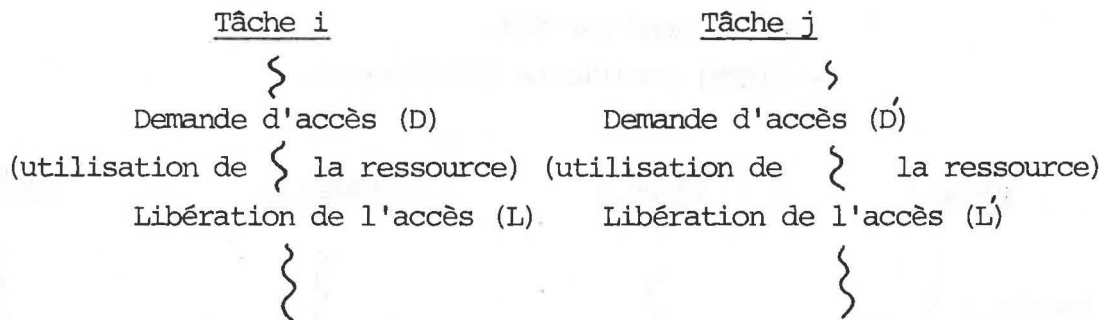 Tâche i Tâche j
Demande d'accès (D) Demande d'accès (D')
(utilisation de la ressource) (utilisation de la ressource)
Libération de l'accès (L) Libération de l'accès (L')